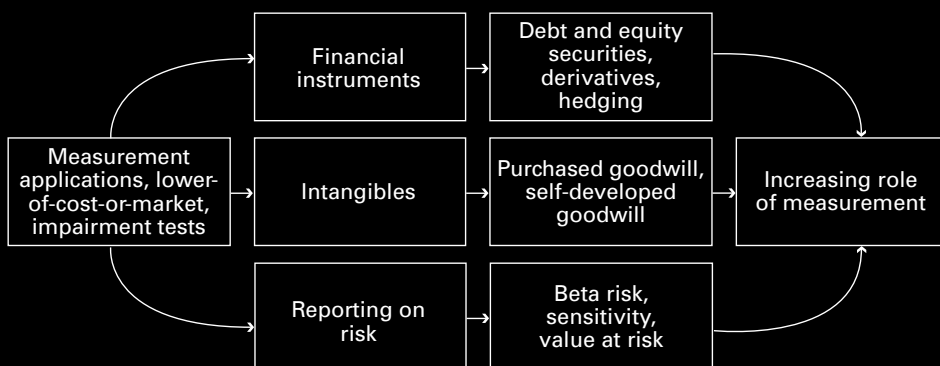 Financial
instruments
Debt and equity
securities,
derivatives,
hedging
Measurement
applications, lower-
of-cost-or-market,
impairment tests
Intangibles
Purchased goodwill,
self-developed
goodwill
Increasing role
of measurement
Reporting on
risk
Beta risk,
sensitivity,
value at risk